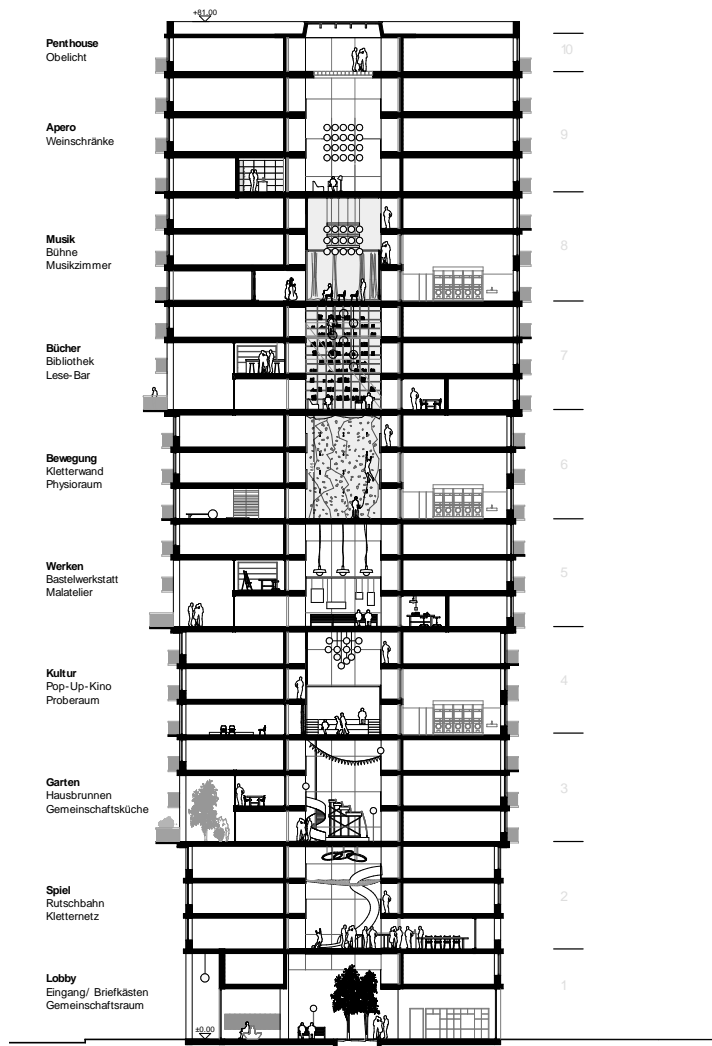 +81.00
Penthouse
Obelicht
10
Apero
Weinschränke
9
Musik
Bühne
Musikzimmer
8
Bücher
Bibliothek
Lese-Bar
7
Bewegung
Kletterwand
Physioraum
6
Werken
Bastelwerkstatt
Malatelier
5
Kultur
Pop-Up-Kino
Proberaum
4
Garten
Hausbrunnen
Gemeinschaftsküche
3
Spiel
Rutschbahn
Kletternetz
2
Lobby
Eingang/ Briefkästen
Gemeinschaftsraum
1
±0.00